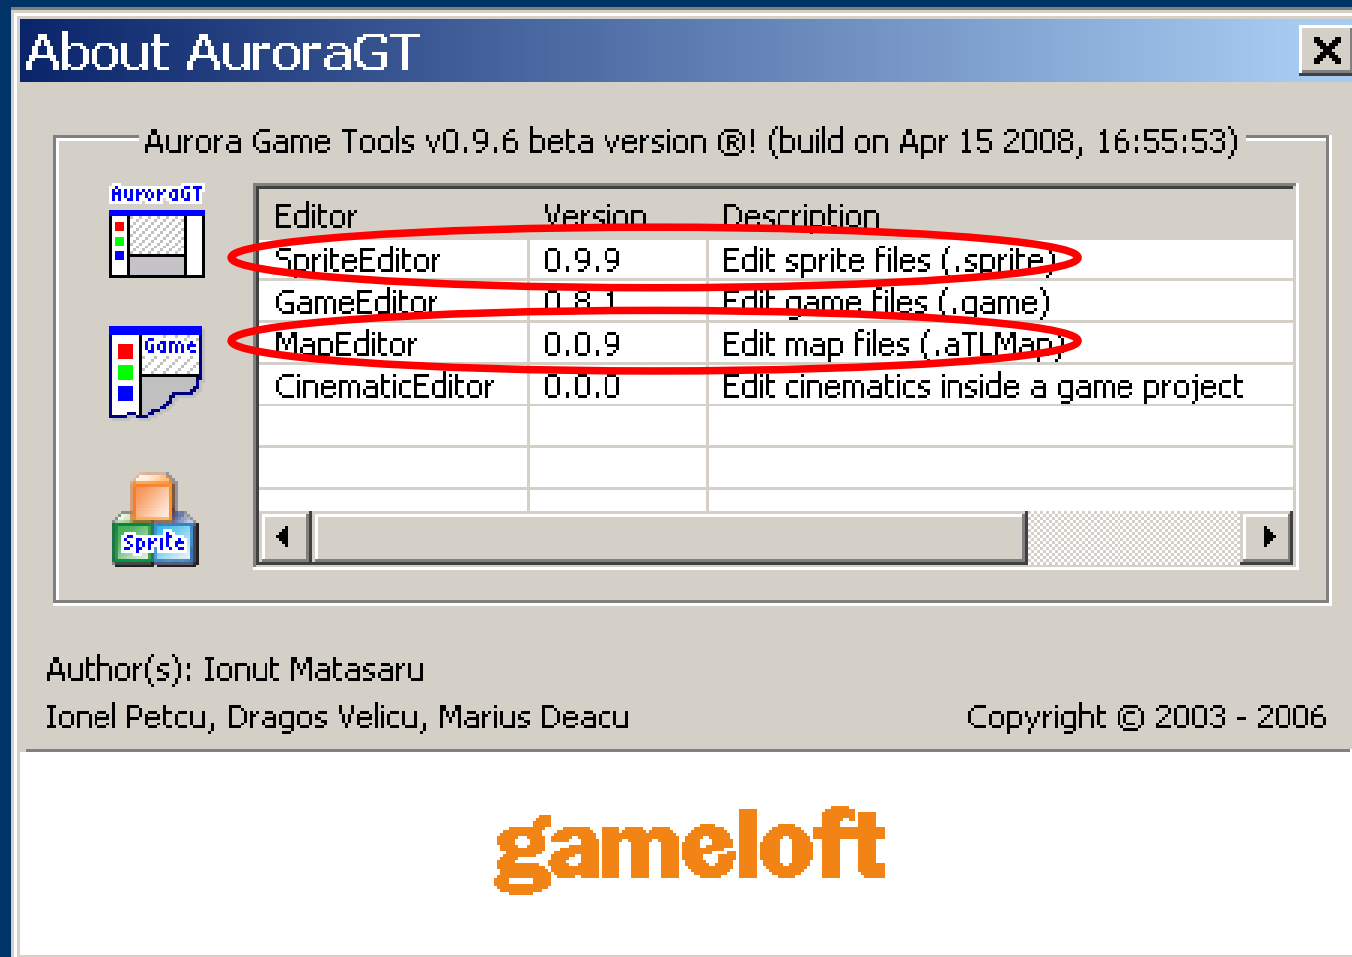 About AuroraGT
Aurora Game Tools v0.9.6 beta version ®! (build on Apr 15 2008, 16:55:53)
AuroraGT
Editor Version Description
SpriteEditor 0.9.9 Edit sprite files (.sprite)
GameEditor 0.8.1 Edit game files (.game)
Game
MapEditor 0.0.9 Edit map files (.aTLMap)
CinematicEditor 0.0.0 Edit cinematics inside a game project
Sprite
Author(s): Ionut Matasaru
Ionel Petcu, Dragos Velicu, Marius Deacu
Copyright © 2003 - 2006
gameloft